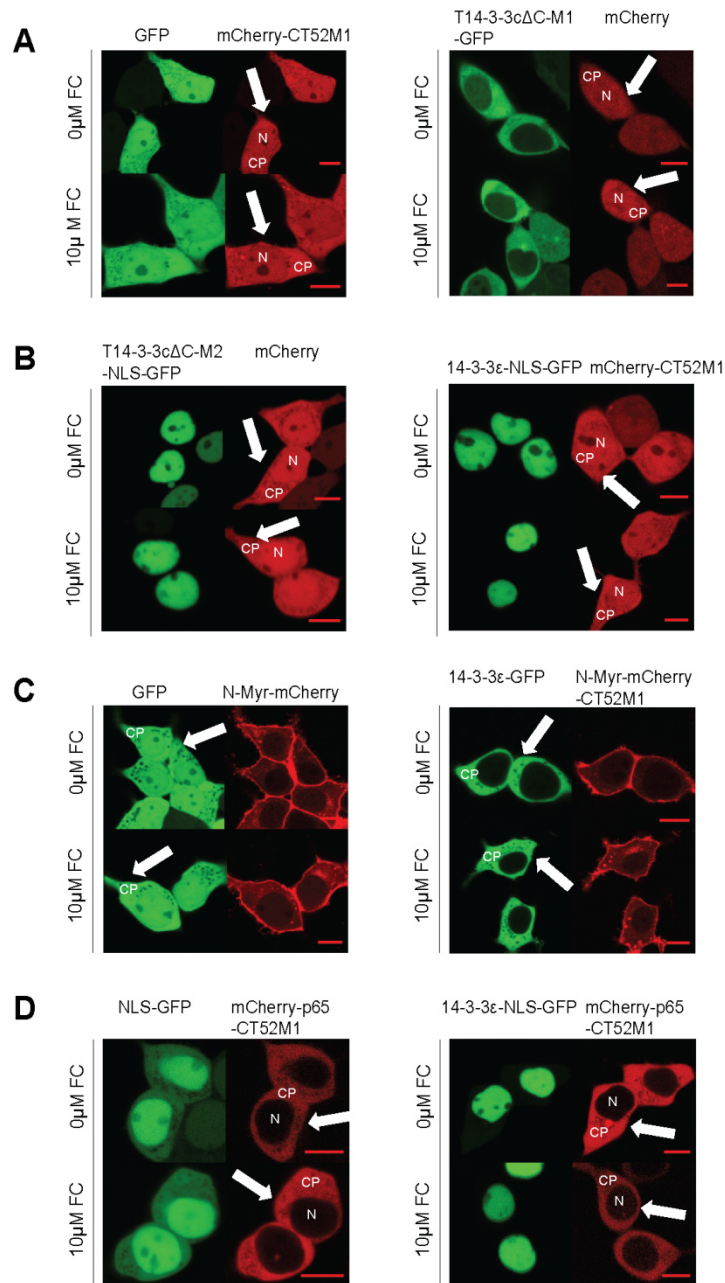 A
GFP mCherry-CT52M1
T14-3-3cΔC-M1
-GFP
mCherry
0µM FC
N
CP
CP
N
10µM FC
N
CP
N
CP
B
T14-3-3cΔC-M2
-NLS-GFP
mCherry
14-3-3ε-NLS-GFP mCherry-CT52M1
0µM FC
N
CP
N
CP
10µM FC
CP N
N
CP
C
GFP N-Myr-mCherry
14-3-3ε-GFP N-Myr-mCherry
-CT52M1
0µM FC
CP
CP
10µM FC
CP
CP
D
NLS-GFP mCherry-p65
-CT52M1
14-3-3ε-NLS-GFP mCherry-p65
-CT52M1
0µM FC
CP
N
N
CP
10µM FC
CP
N
CP
N
0µM FC
10µM FC
0µM FC
10µM FC
0µM FC
10µM FC
0µM FC
10µM FC